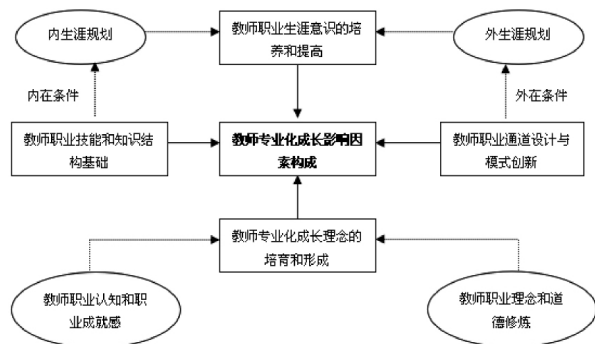 内生涯规划
教师职业生涯意识的培
养和提高
外生涯规划
内在条件
外在条件
教师职业技能和知识结
构基础
教师专业化成长影响因
素构成
教师职业通道设计与
模式创新
教师专业化成长理念的
培育和形成
教师职业认知和职
业成就感
教师职业理念和道
德修炼